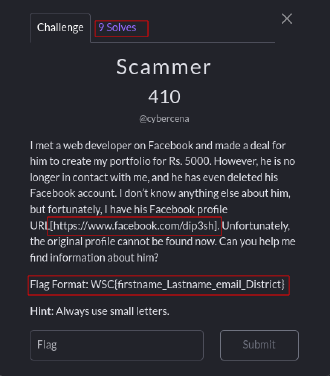 Challenge
9 Solves
Scammer
410
@cybercena
I met a web developer on Facebook and made a deal for
him to create my portfolio for Rs. 5000. However, he is no
longer in contact with me, and he has even deleted his
Facebook account. I don't know anything else about him,
but fortunately, I have his Facebook profile
URL[https://www.facebook.com/dip3sh]. Unfortunately,
the original profile cannot be found now. Can you help me
find information about him?
Flag Format: WSC{firstname_Lastname_email_District}
Hint: Always use small letters.
Flag
Submit